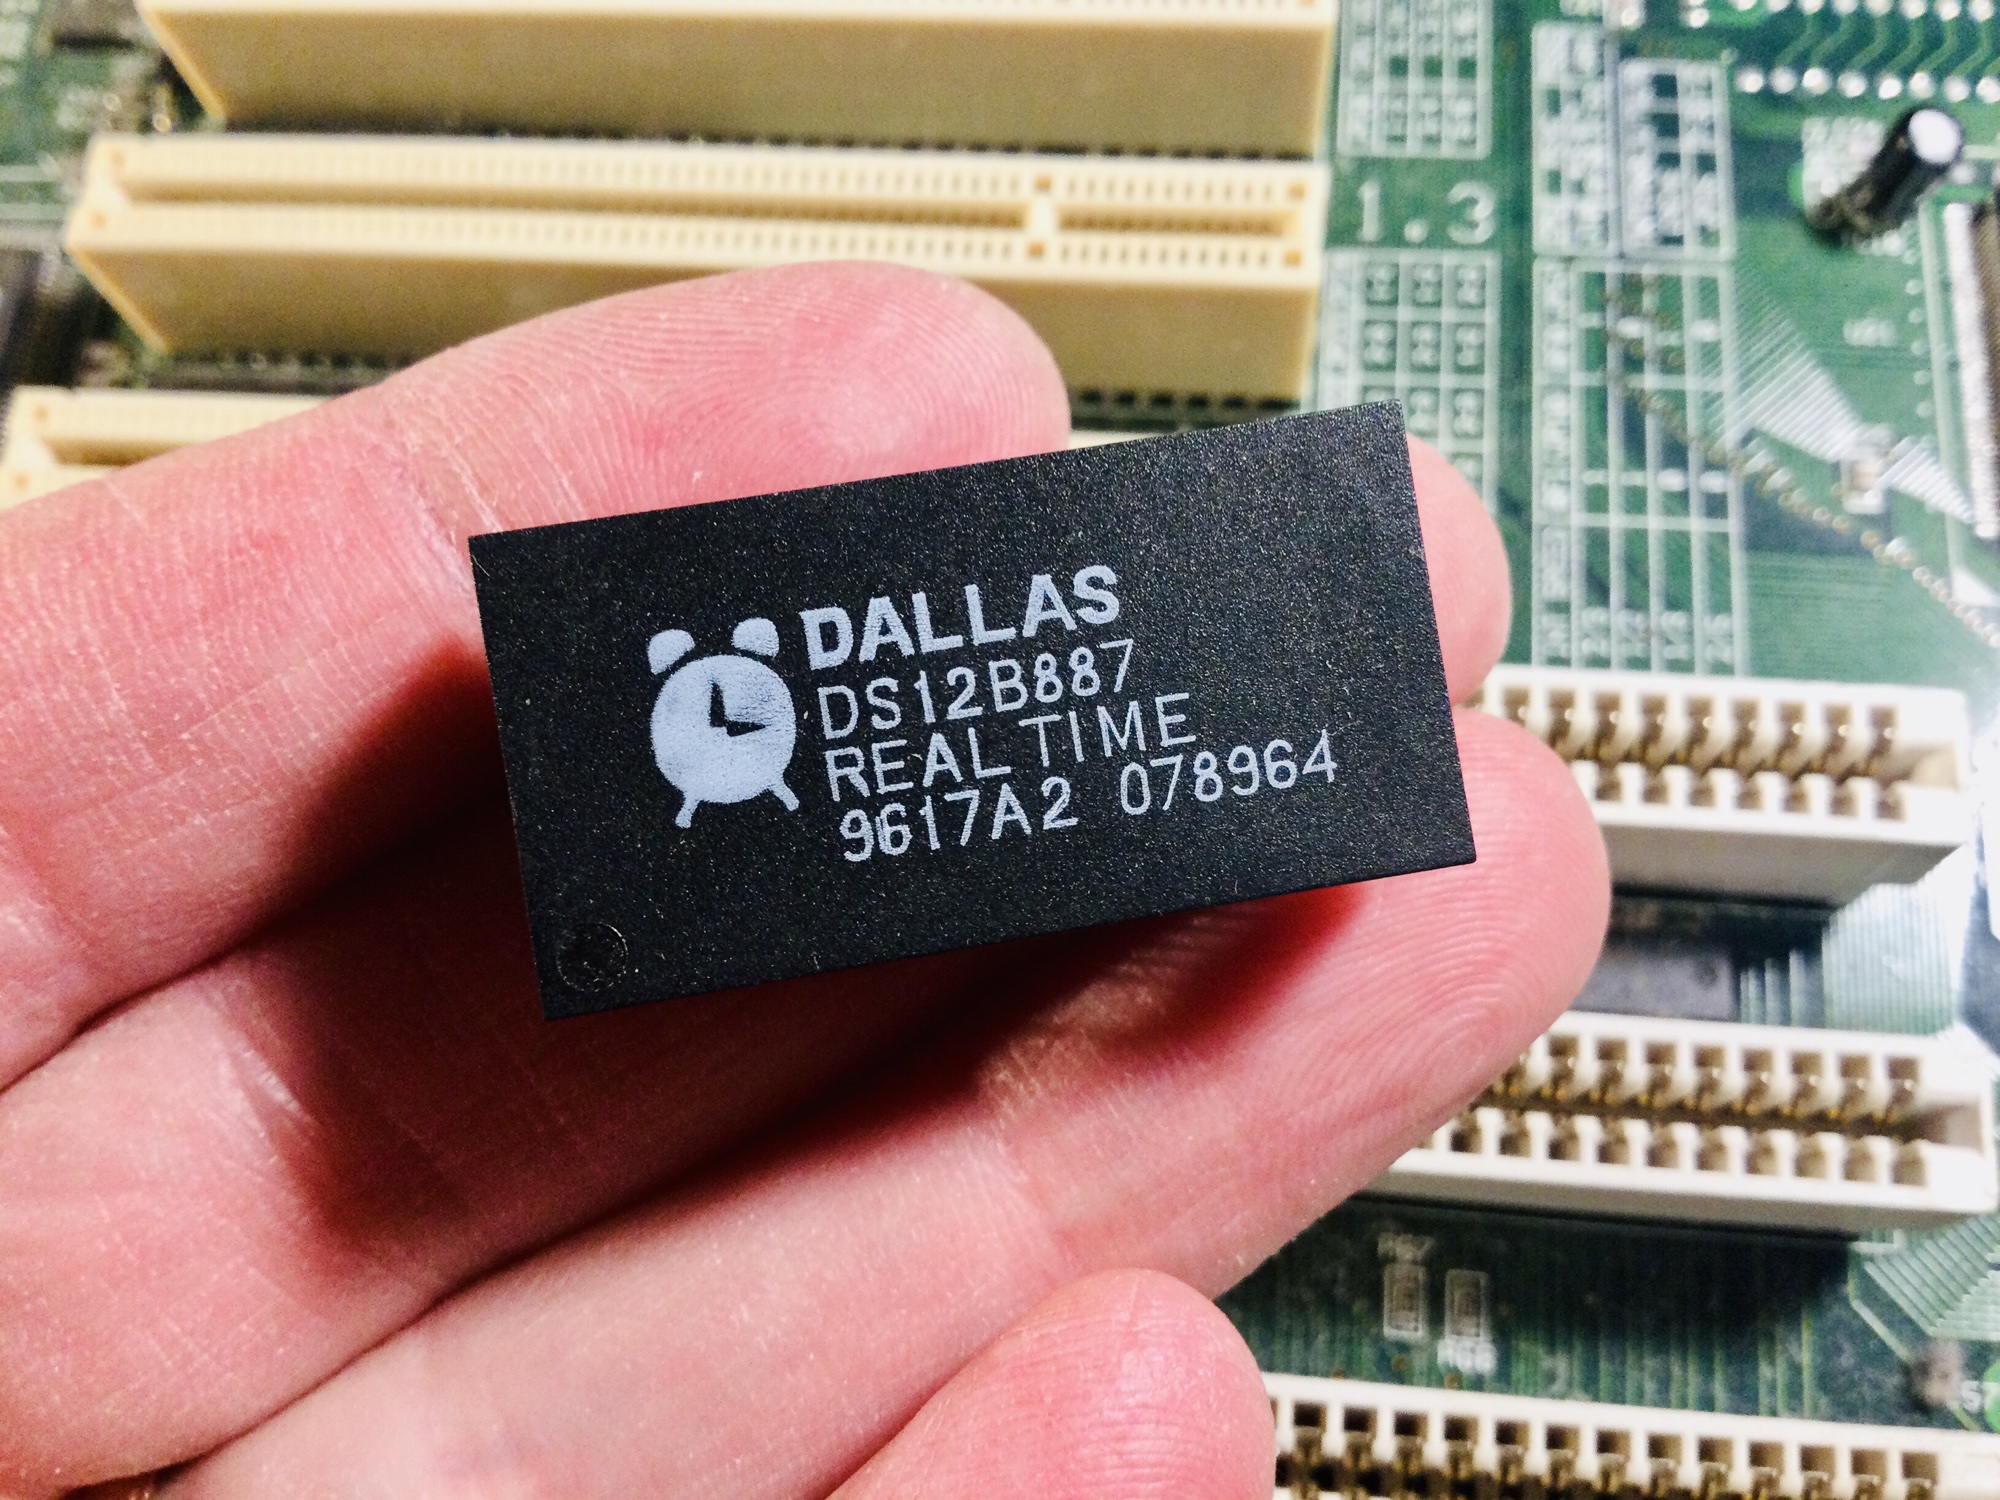 1.3
DALLAS
DS12B887
REAL TIME
9617A2 078964